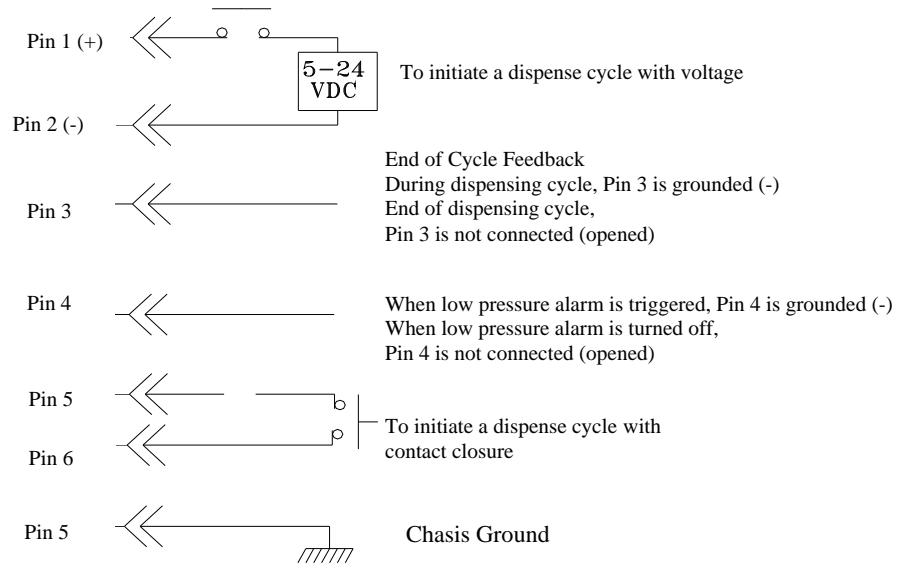 Pin 1 (+)
5-24
VDC
To initiate a dispense cycle with voltage
Pin 2 (-)
End of Cycle Feedback
During dispensing cycle, Pin 3 is grounded (-)
Pin 3
End of dispensing cycle,
Pin 3 is not connected (opened)
Pin 4
When low pressure alarm is triggered, Pin 4 is grounded (-)
When low pressure alarm is turned off,
Pin 4 is not connected (opened)
Pin 5
To initiate a dispense cycle with
contact closure
Pin 6
Pin 5
Chasis Ground